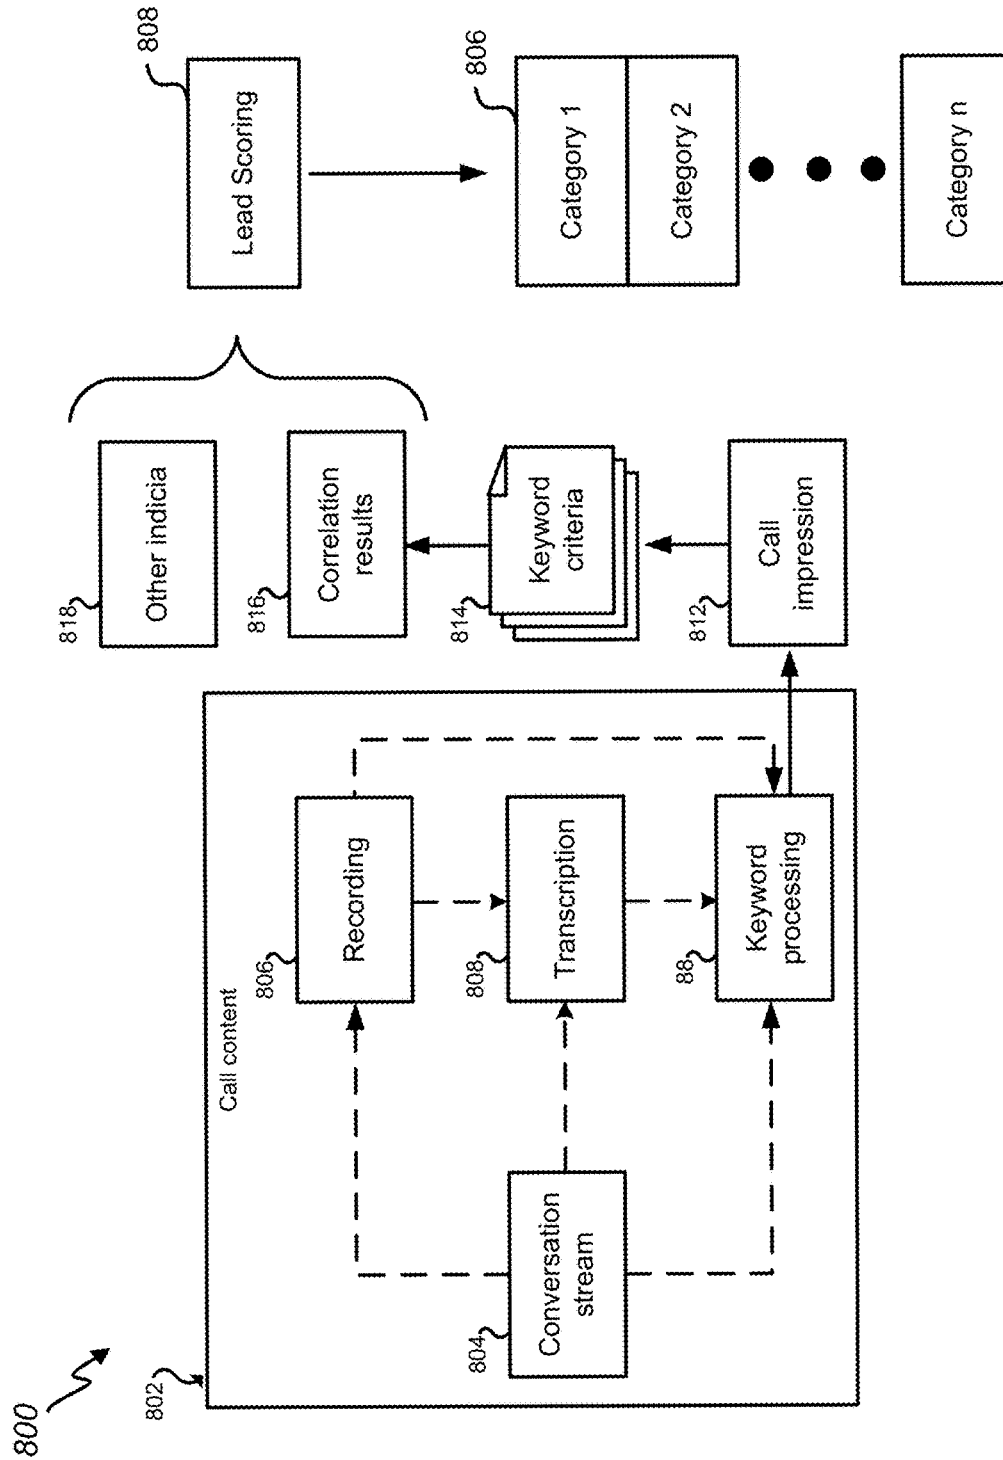 800
802
Call content
804
Conversation
stream
806
Recording
808
Transcription
88
Keyword
processing
818
Other indicia
816
Correlation
results
814
Keyword
criteria
812
Call
impression
808
Lead Scoring
806
Category 1
Category 2
Category n